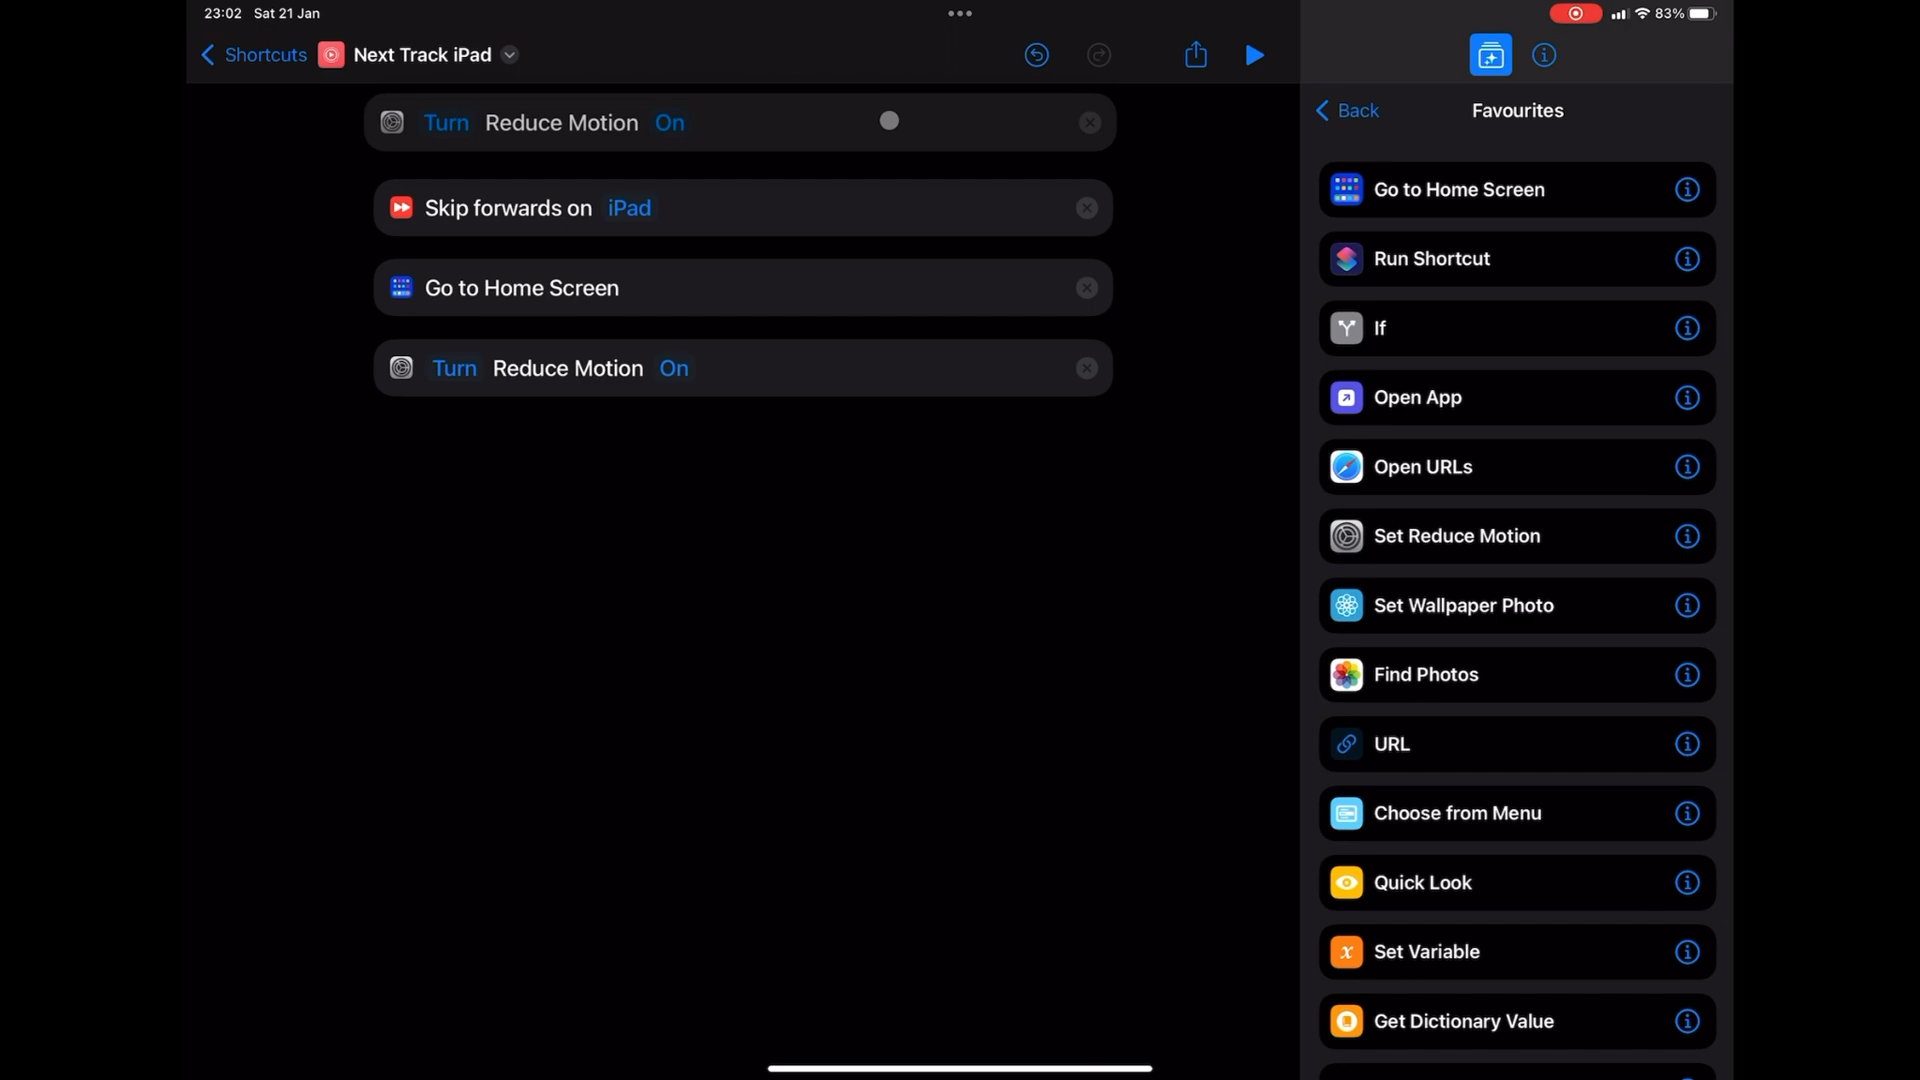 23:02 Sat 21 Jan
83%
Shortcuts Next Track iPad
Turn Reduce Motion On
Skip forwards on iPad
Go to Home Screen
Turn Reduce Motion On
Back Favourites
Go to Home Screen
Run Shortcut
If
Open App
Open URLs
Set Reduce Motion
Set Wallpaper Photo
Find Photos
URL
Choose from Menu
Quick Look
Set Variable
Get Dictionary Value